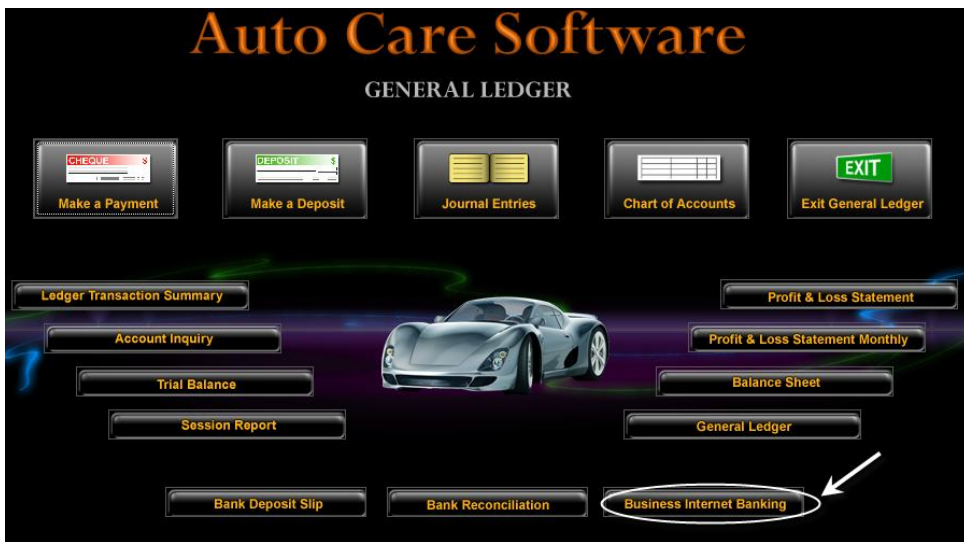 Auto Care Software
GENERAL LEDGER
CHEQUE $
Make a Payment
DEPOSIT $
Make a Deposit
Journal Entries
Chart of Accounts
EXIT
Exit General Ledger
Ledger Transaction Summary
Account Inquiry
Trial Balance
Session Report
Profit & Loss Statement
Profit & Loss Statement Monthly
Balance Sheet
General Ledger
Bank Deposit Slip
Bank Reconciliation
Business Internet Banking